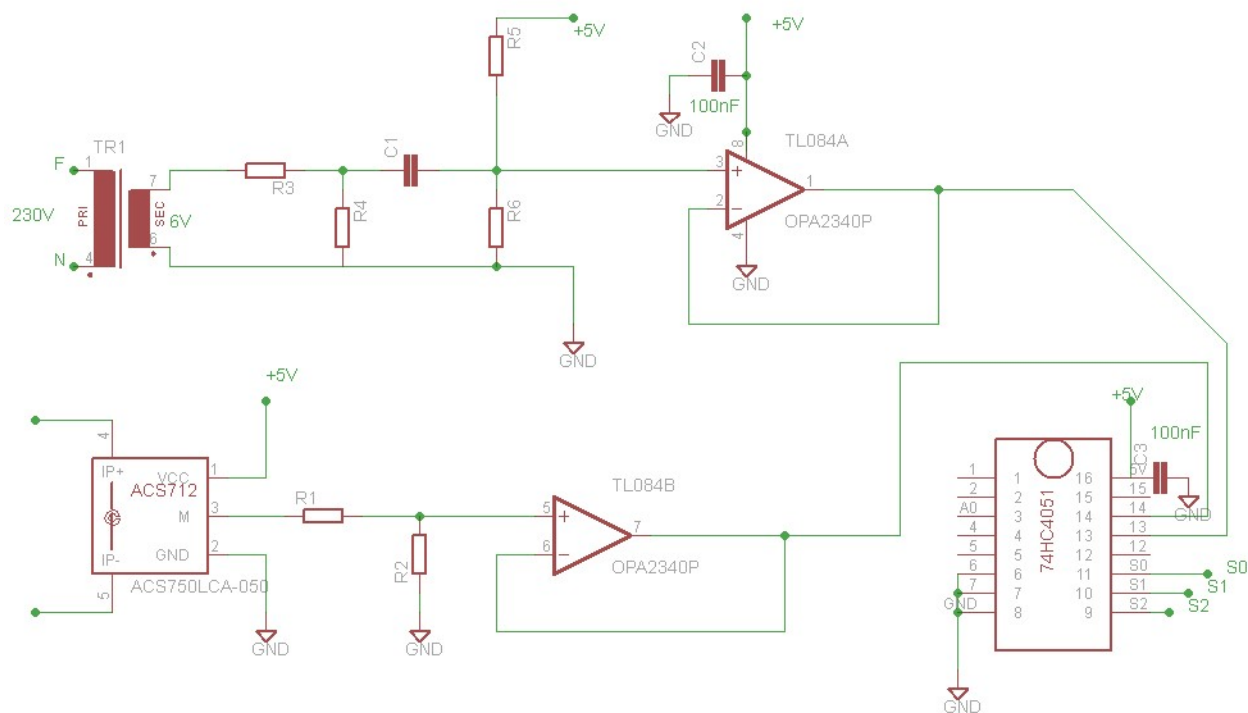 R5
+5V
C2
+5V
100nF
GND
TR1
F
1
PRI
230V
N
4
7
SEC
6V
6
R3
C1
R4
R6
GND
8
TL084A
3
+
2
−
1
OPA2340P
4
GND
+5V
4
IP+
VCC
1
ACS712
M
3
GND
2
IP-
5
ACS750LCA-050
GND
R1
R2
GND
TL084B
5
+
6
−
7
OPA2340P
+5V
100nF
C3
5V
GND
74HC4051
1 1 16
2 2 15 15
A0 3 14 14
4 4 13 13
5 5 12 12
6 6 11 S0 S0
7 7 10 S1 S1
GND 8 9 S2 S2
GND